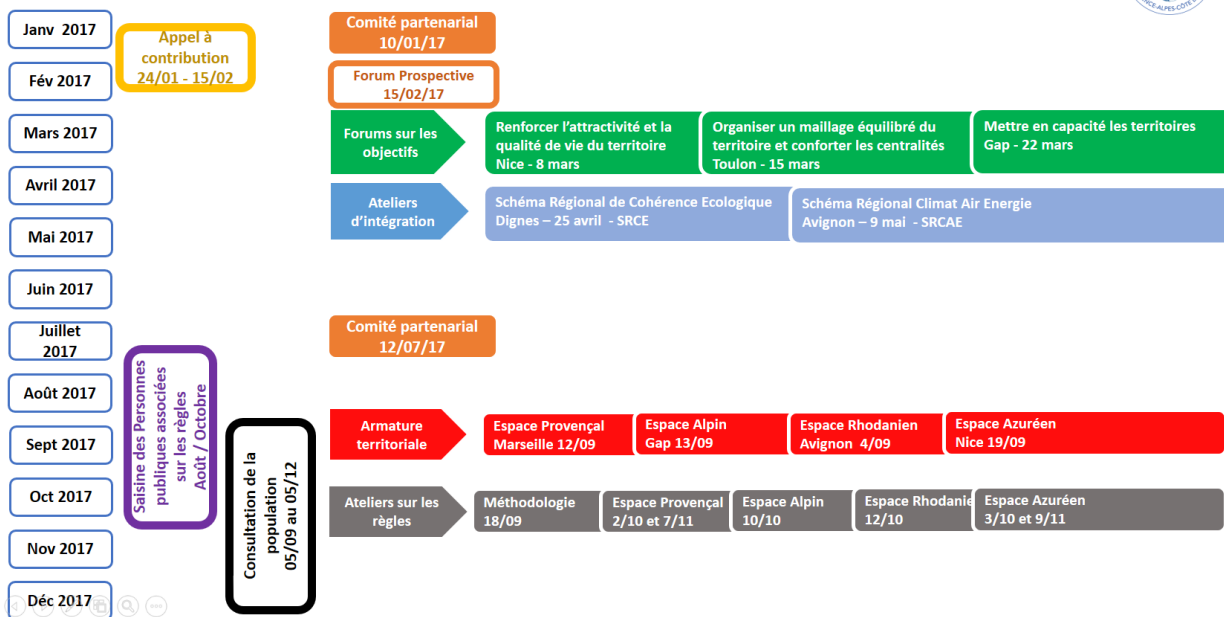 Janv 2017
Fév 2017
Mars 2017
Avril 2017
Mai 2017
Juin 2017
Juillet
2017
Août 2017
Sept 2017
Oct 2017
Nov 2017
Déc 2017
Appel à
contribution
24/01 - 15/02
Saisine des Personnes
publiques associées
sur les règles
Août / Octobre
Consultation de la
population
05/09 au 05/12
Comité partenarial
10/01/17
Forum Prospective
15/02/17
Forums sur les
objectifs
Renforcer l'attractivité et la
qualité de vie du territoire
Nice - 8 mars
Organiser un maillage équilibré du
territoire et conforter les centralités
Toulon - 15 mars
Mettre en capacité les territoires
Gap - 22 mars
Ateliers
d'intégration
Schéma Régional de Cohérence Ecologique
Dignes – 25 avril - SRCE
Schéma Régional Climat Air Energie
Avignon – 9 mai - SRCAE
Comité partenarial
12/07/17
Armature
territoriale
Espace Provençal
Marseille 12/09
Espace Alpin
Gap 13/09
Espace Rhodanien
Avignon 4/09
Espace Azuréen
Nice 19/09
Ateliers sur les
règles
Méthodologie
18/09
Espace Provençal
2/10 et 7/11
Espace Alpin
10/10
Espace Rhodanie
12/10
Espace Azuréen
3/10 et 9/11